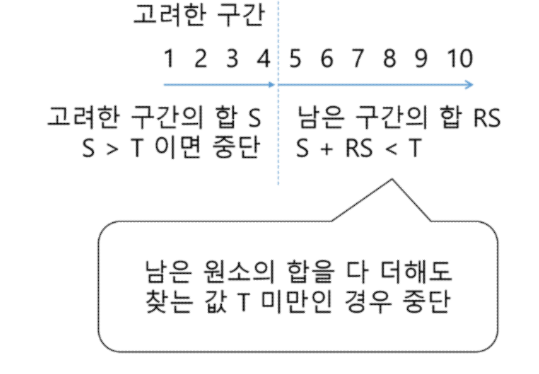 고려한 구간
1 2 3 4 5 6 7 8 9 10
고려한 구간의 합 S
S > T 이면 중단
남은 구간의 합 RS
S + RS < T
남은 원소의 합을 다 더해도
찾는 값 T 미만인 경우 중단